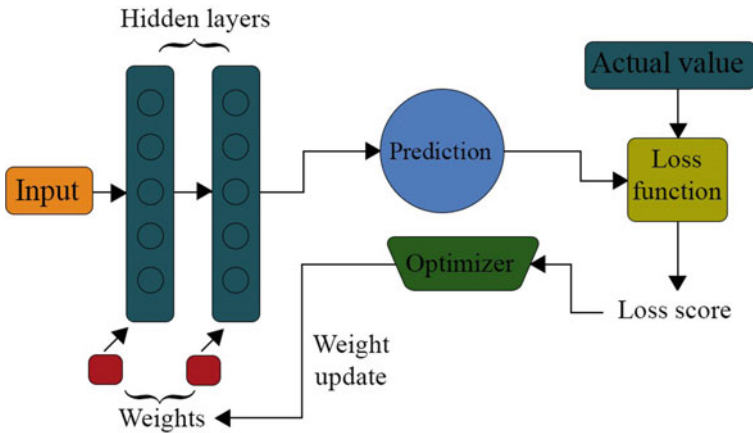 Hidden layers
Actual value
Input
Prediction
Loss
function
Optimizer
Loss score
Weight
update
Weights